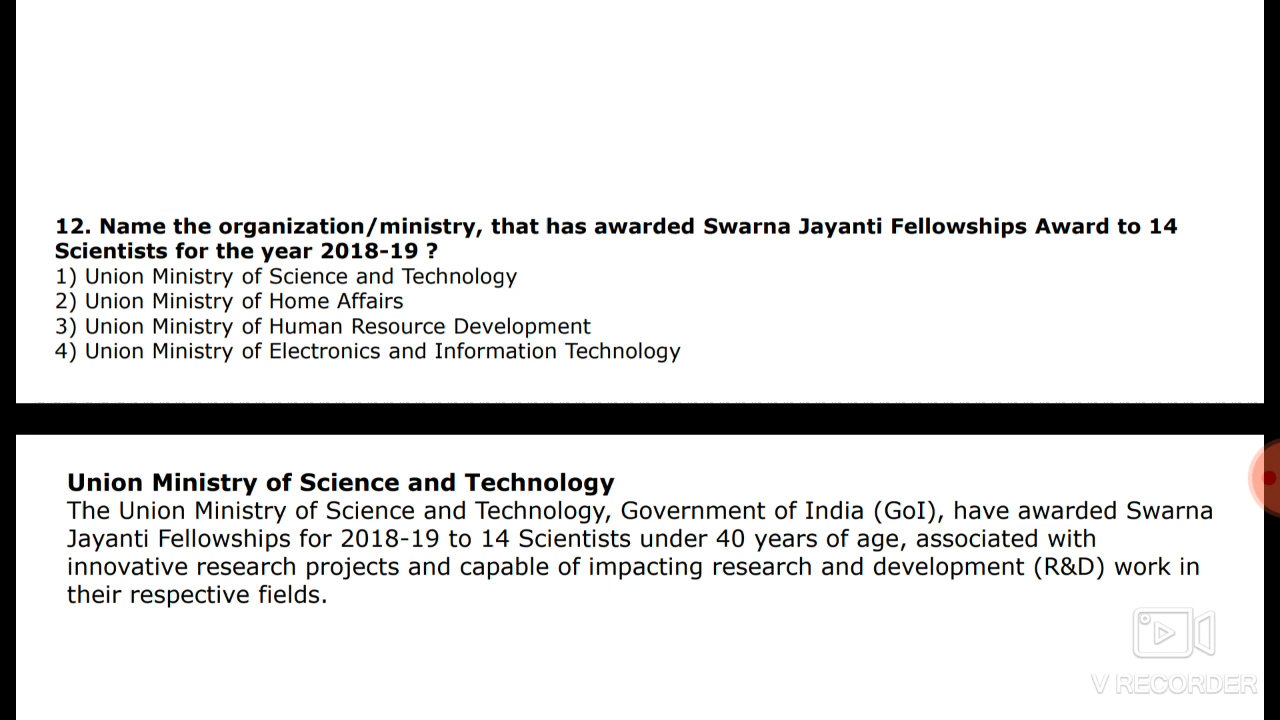 12. Name the organization/ministry, that has awarded Swarna Jayanti Fellowships Award to 14
Scientists for the year 2018-19 ?
1) Union Ministry of Science and Technology
2) Union Ministry of Home Affairs
3) Union Ministry of Human Resource Development
4) Union Ministry of Electronics and Information Technology
Union Ministry of Science and Technology
The Union Ministry of Science and Technology, Government of India (GoI), have awarded Swarna
Jayanti Fellowships for 2018-19 to 14 Scientists under 40 years of age, associated with
innovative research projects and capable of impacting research and development (R&D) work in
their respective fields.
V RECORDER